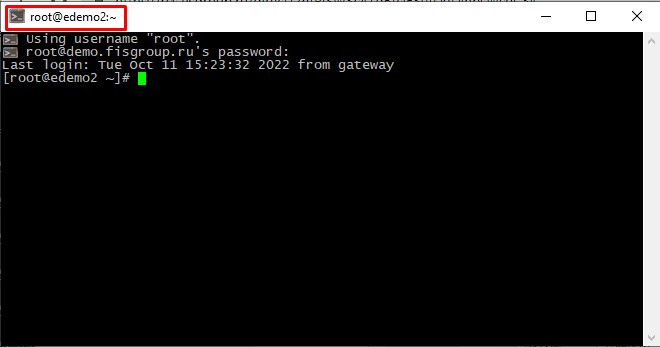 root@edemo2:~
Using username "root".
root@demo.fisgroup.ru's password:
Last login: Tue Oct 11 15:23:32 2022 from gateway
[root@edemo2 ~]#